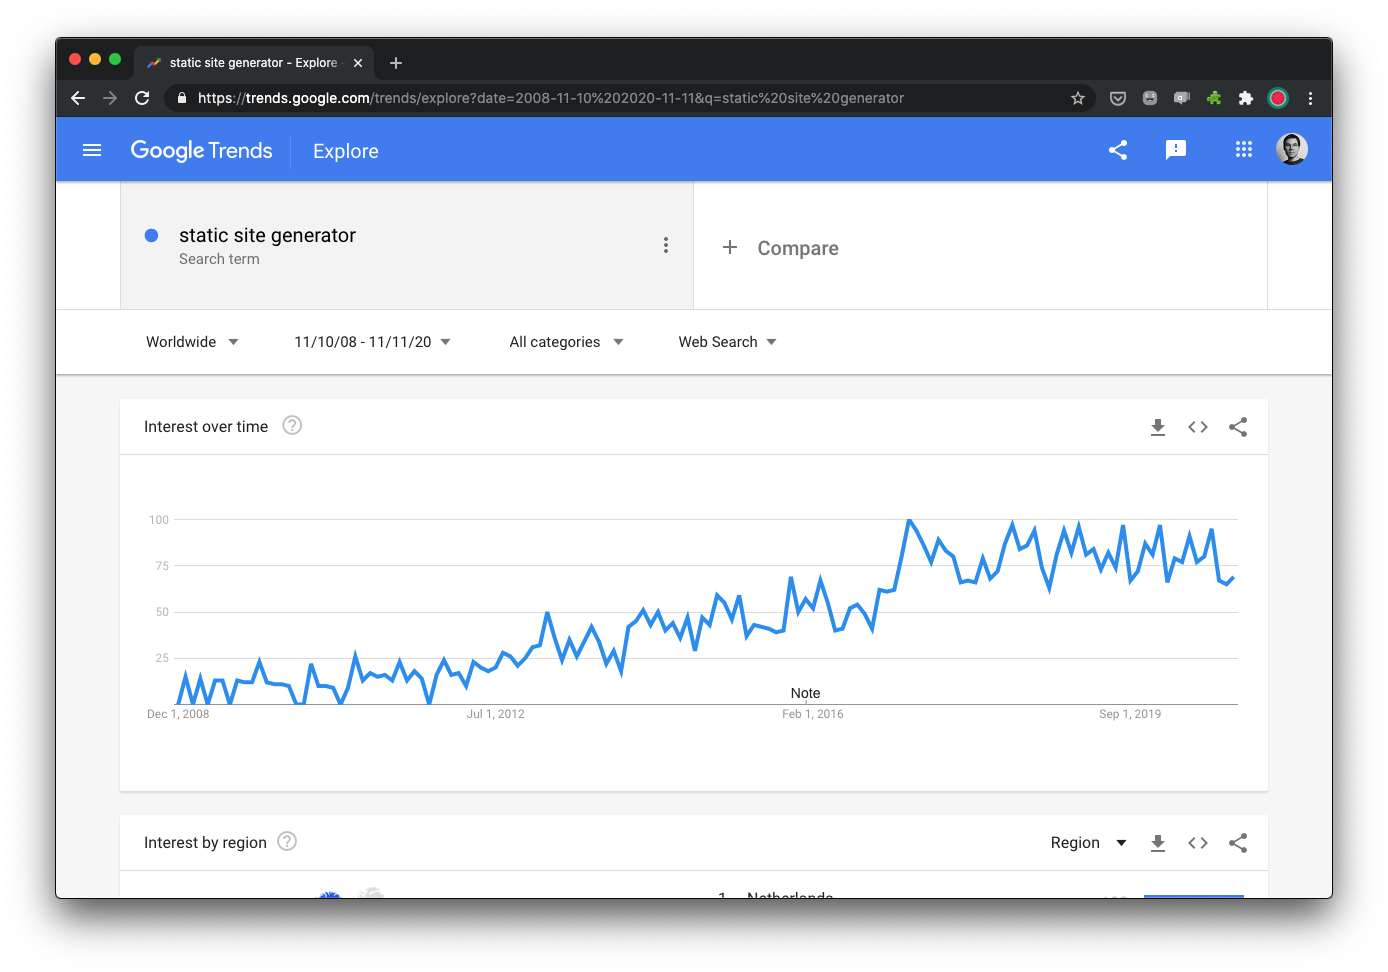 static site generator - Explore
https://trends.google.com/trends/explore?date=2008-11-10%202020-11-11&q=static%20site%20generator
Google Trends Explore
static site generator
Search term
+ Compare
Worldwide 11/10/08 - 11/11/20 All categories Web Search
Interest over time
100
75
50
25
Note
Dec 1, 2008 Jul 1, 2012 Feb 1, 2016 Sep 1, 2019
Interest by region Region
1 Netherlands